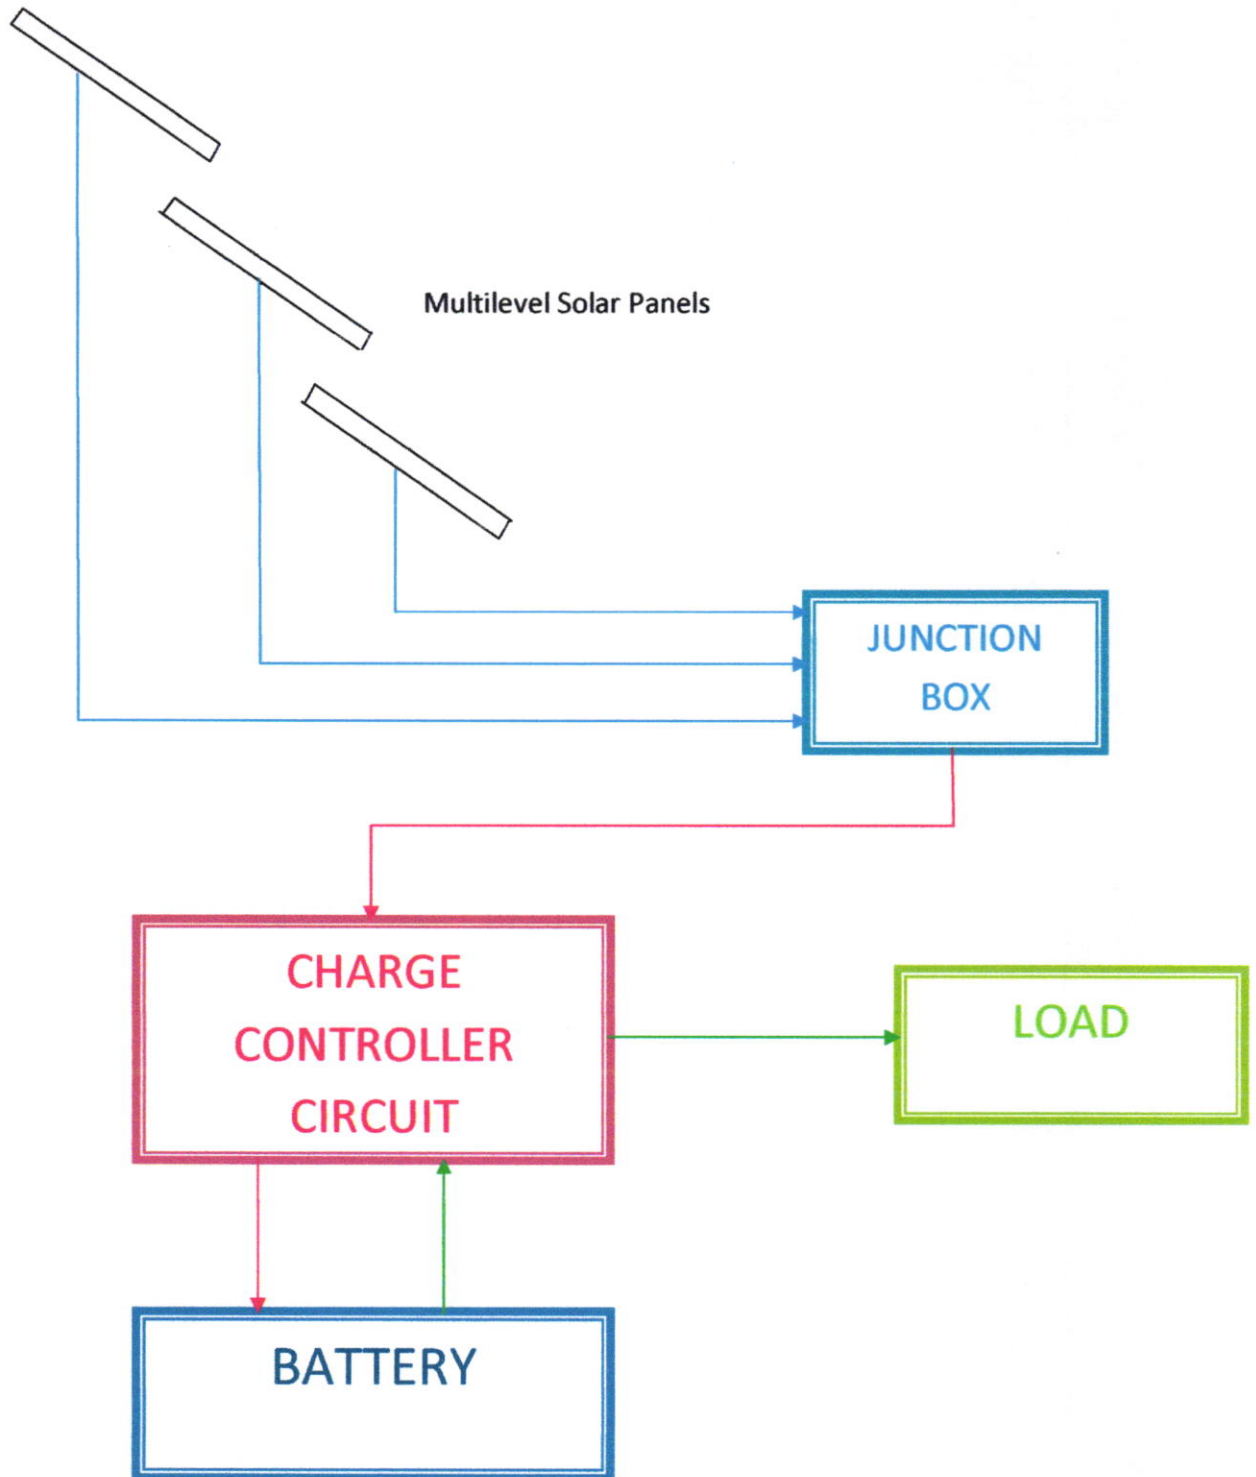 Multilevel Solar Panels
JUNCTION
BOX
CHARGE
CONTROLLER
CIRCUIT
LOAD
BATTERY